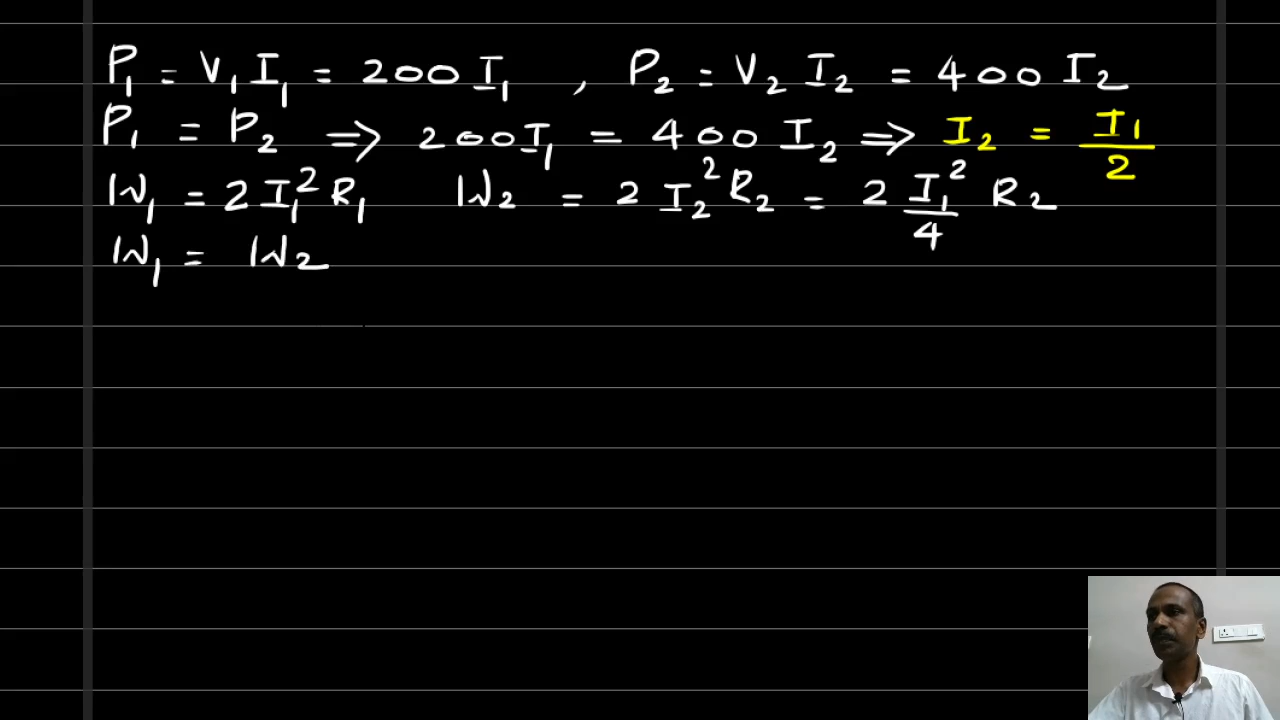 P₁ = V₁ I₁ = 200 I₁ , P₂ = V₂ I₂ = 400 I₂
P₁ = P₂ ⇒ 200 I₁ = 400 I₂ ⇒ I₂ = I₁/2
W₁ = 2 I₁² R₁ W₂ = 2 I₂² R₂ = 2 I₁²/4 R₂
W₁ = W₂